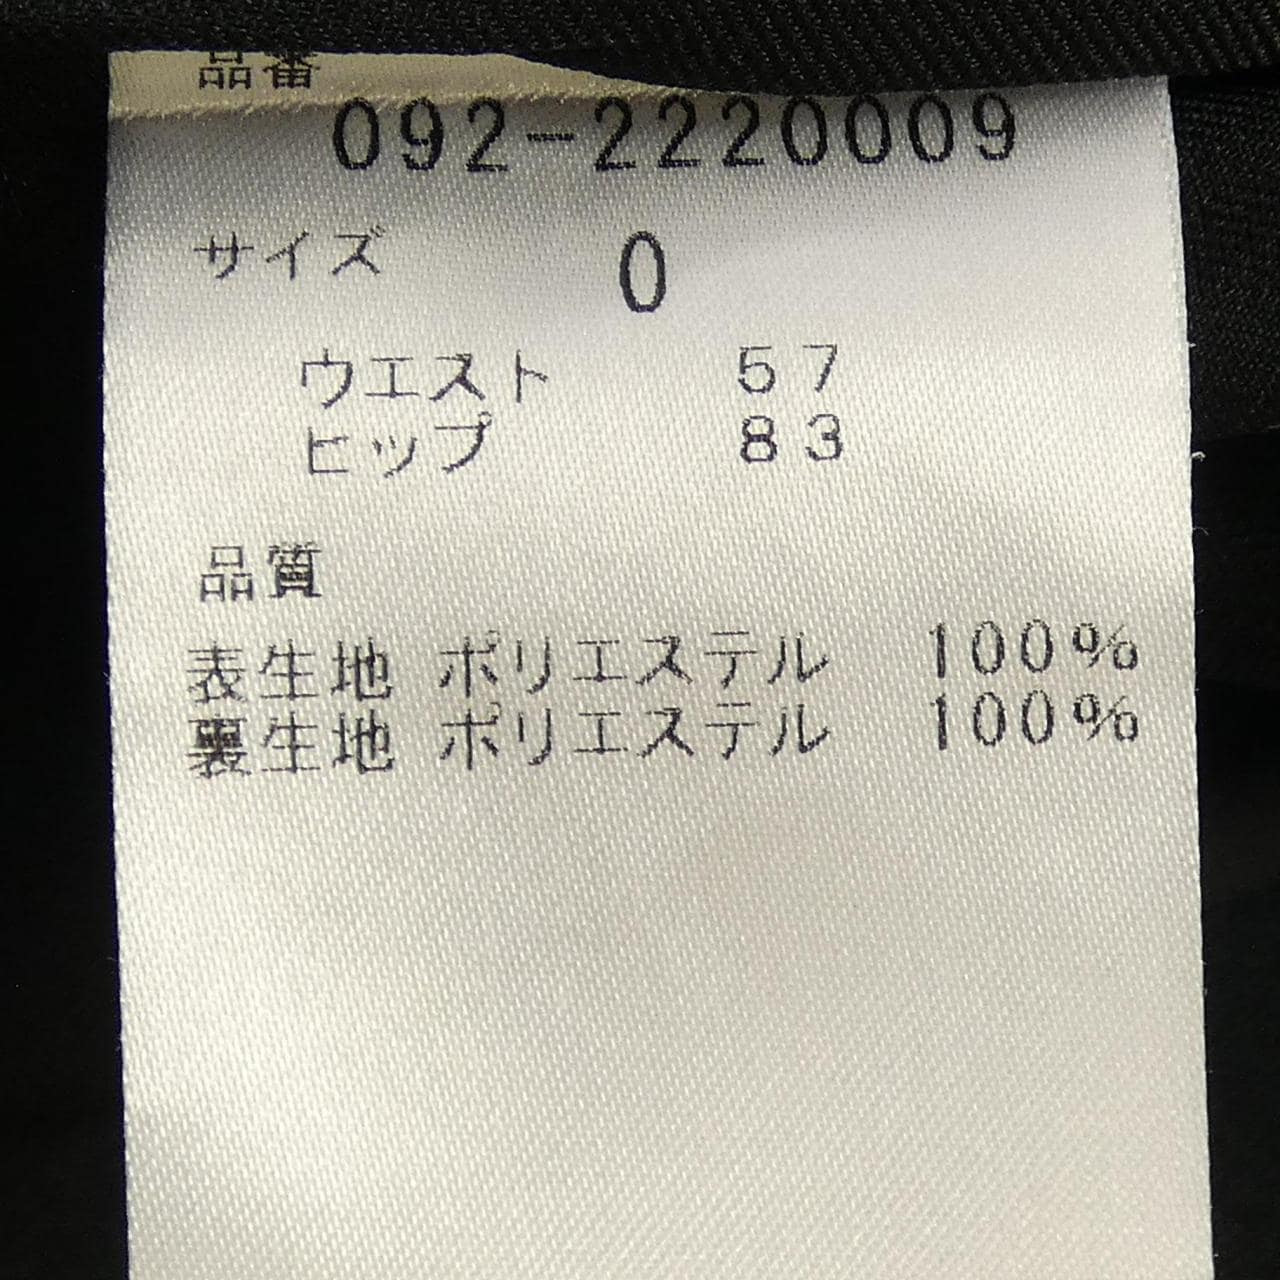 品番
092-2220009
サイズ 0
ウエスト 57
ヒップ 83
品質
表生地 ポリエステル 100%
裏生地 ポリエステル 100%